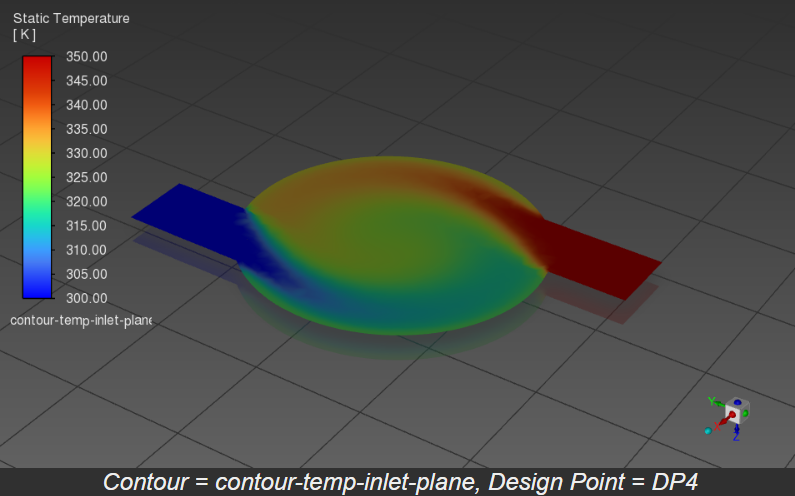 Static Temperature
[ K ]
350.00
345.00
340.00
335.00
330.00
325.00
320.00
315.00
310.00
305.00
300.00
contour-temp-inlet-plane
Y
Z
Contour = contour-temp-inlet-plane, Design Point = DP4